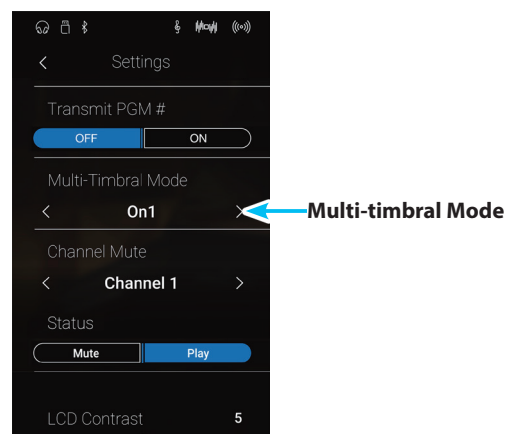 Settings
Transmit PGM #
OFF ON
Multi-Timbral Mode
On1
Multi-timbral Mode
Channel Mute
Channel 1
Status
Mute Play
LCD Contrast 5